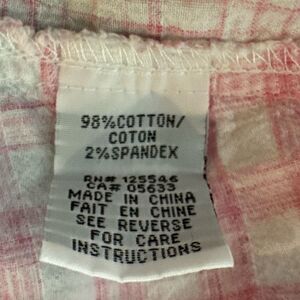 98%COTTON/
COTON
2%SPANDEX
RN# 125546
CA# 05633
MADE IN CHINA
FAIT EN CHINE
SEE REVERSE
FOR CARE
INSTRUCTIONS